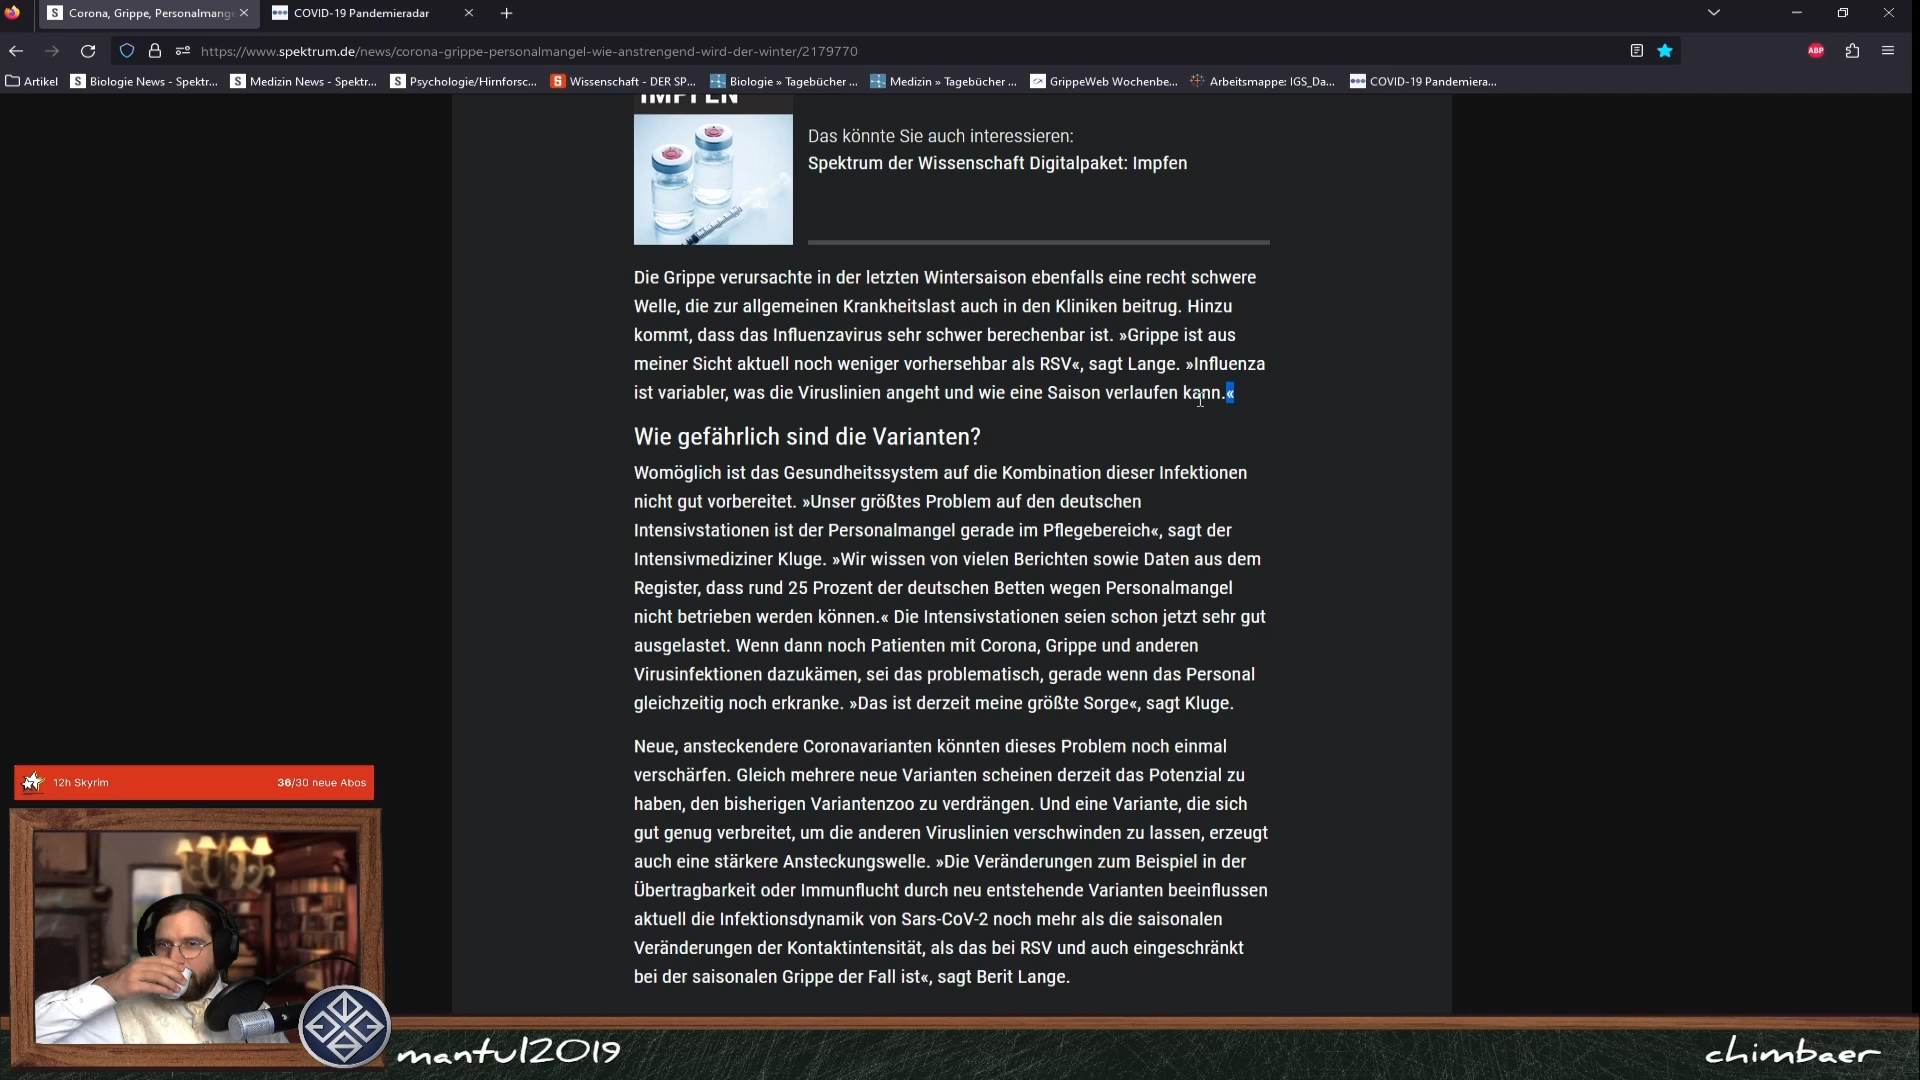 Corona, Grippe, Personalmange
COVID-19 Pandemieradar
https://www.spektrum.de/news/corona-grippe-personalmangel-wie-anstrengend-wird-der-winter/2179770
ABP
Artikel
S Biologie News - Spektr...
S Medizin News - Spektr...
S Psychologie/Hirnforsc...
Wissenschaft - DER SP...
Biologie » Tagebücher ...
Medizin » Tagebücher ...
GrippeWeb Wochenbe...
Arbeitsmappe: IGS_Da...
COVID-19 Pandemiera...
IMPFEN
Das könnte Sie auch interessieren:
Spektrum der Wissenschaft Digitalpaket: Impfen
Die Grippe verursachte in der letzten Wintersaison ebenfalls eine recht schwere
Welle, die zur allgemeinen Krankheitslast auch in den Kliniken beitrug. Hinzu
kommt, dass das Influenzavirus sehr schwer berechenbar ist. »Grippe ist aus
meiner Sicht aktuell noch weniger vorhersehbar als RSV«, sagt Lange. »Influenza
ist variabler, was die Viruslinien angeht und wie eine Saison verlaufen kann.«
Wie gefährlich sind die Varianten?
Womöglich ist das Gesundheitssystem auf die Kombination dieser Infektionen
nicht gut vorbereitet. »Unser größtes Problem auf den deutschen
Intensivstationen ist der Personalmangel gerade im Pflegebereich«, sagt der
Intensivmediziner Kluge. »Wir wissen von vielen Berichten sowie Daten aus dem
Register, dass rund 25 Prozent der deutschen Betten wegen Personalmangel
nicht betrieben werden können.« Die Intensivstationen seien schon jetzt sehr gut
ausgelastet. Wenn dann noch Patienten mit Corona, Grippe und anderen
Virusinfektionen dazukämen, sei das problematisch, gerade wenn das Personal
gleichzeitig noch erkranke. »Das ist derzeit meine größte Sorge«, sagt Kluge.
Neue, ansteckendere Coronavarianten könnten dieses Problem noch einmal
verschärfen. Gleich mehrere neue Varianten scheinen derzeit das Potenzial zu
haben, den bisherigen Variantenzoo zu verdrängen. Und eine Variante, die sich
gut genug verbreitet, um die anderen Viruslinien verschwinden zu lassen, erzeugt
auch eine stärkere Ansteckungswelle. »Die Veränderungen zum Beispiel in der
Übertragbarkeit oder Immunflucht durch neu entstehende Varianten beeinflussen
aktuell die Infektionsdynamik von Sars-CoV-2 noch mehr als die saisonalen
Veränderungen der Kontaktintensität, als das bei RSV und auch eingeschränkt
bei der saisonalen Grippe der Fall ist«, sagt Berit Lange.
12h Skyrim
36/30 neue Abos
mantul2019
chimbaer